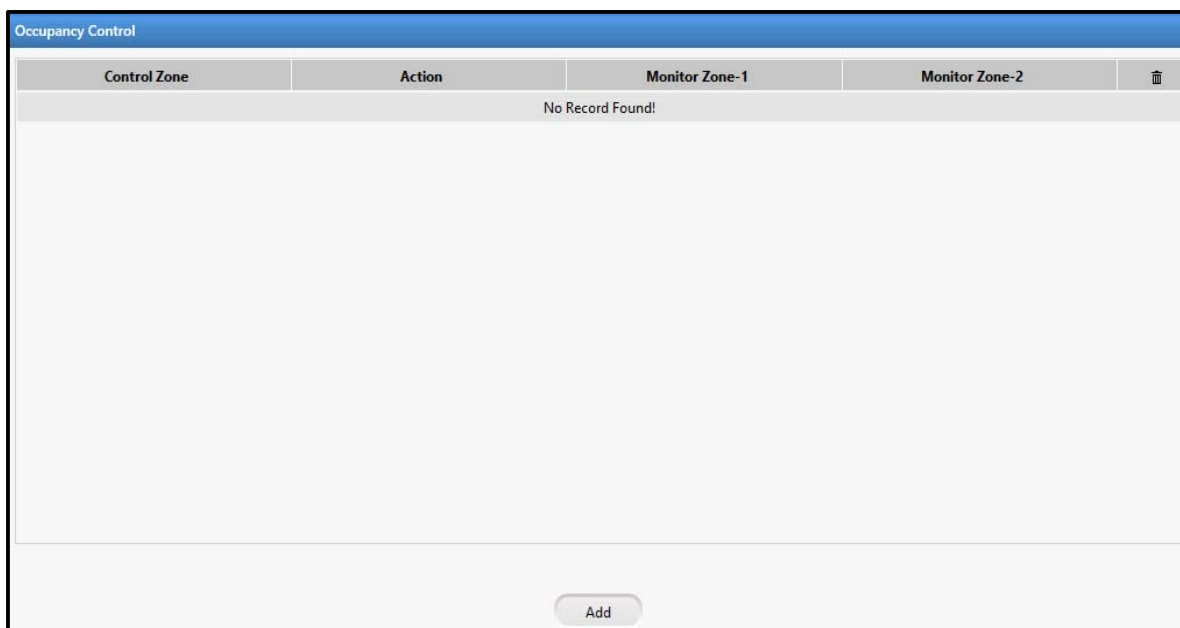 Occupancy Control
Control Zone Action Monitor Zone-1 Monitor Zone-2
No Record Found!
Add